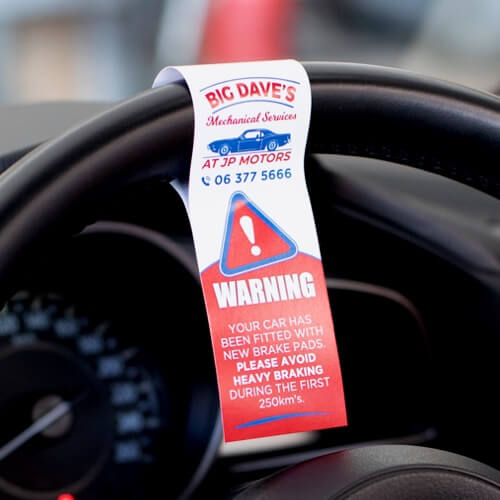 BIG DAVE'S
Mechanical Services
AT JP MOTORS
06 377 5666
!
WARNING
YOUR CAR HAS
BEEN FITTED WITH
NEW BRAKE PADS.
PLEASE AVOID
HEAVY BRAKING
DURING THE FIRST
250km's.